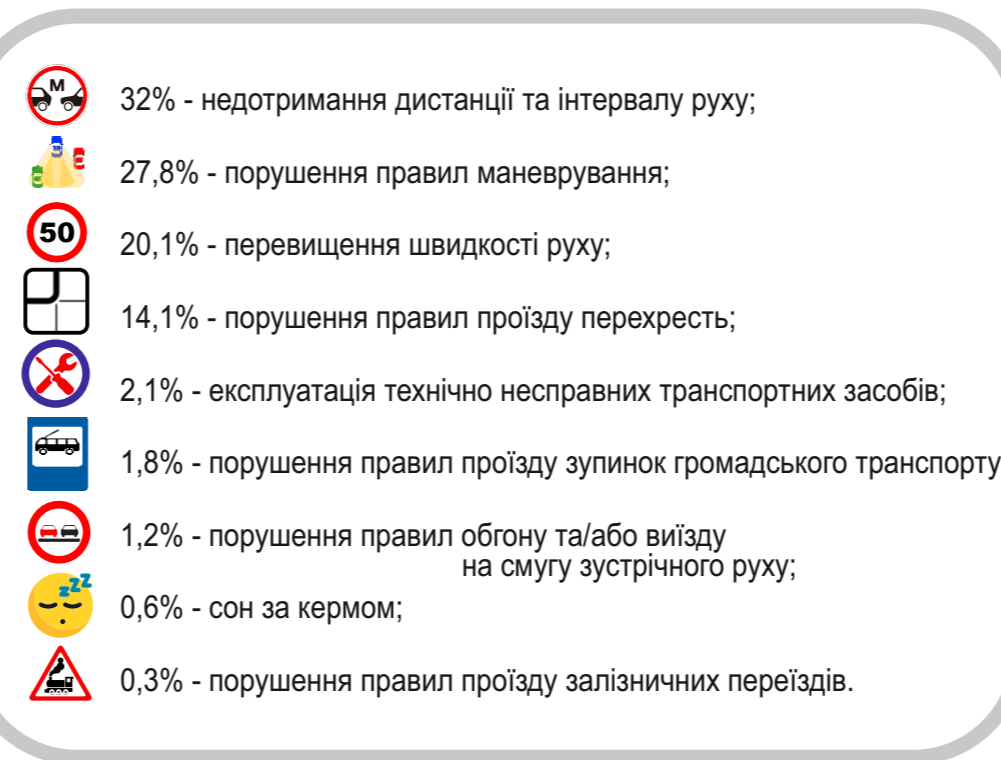 М
32% - недотримання дистанції та інтервалу руху;
27,8% - порушення правил маневрування;
50
20,1% - перевищення швидкості руху;
14,1% - порушення правил проїзду перехресть;
2,1% - експлуатація технічно несправних транспортних засобів;
1,8% - порушення правил проїзду зупинок громадського транспорту
1,2% - порушення правил обгону та/або виїзду
на смугу зустрічного руху;
zzz
0,6% - сон за кермом;
0,3% - порушення правил проїзду залізничних переїздів.